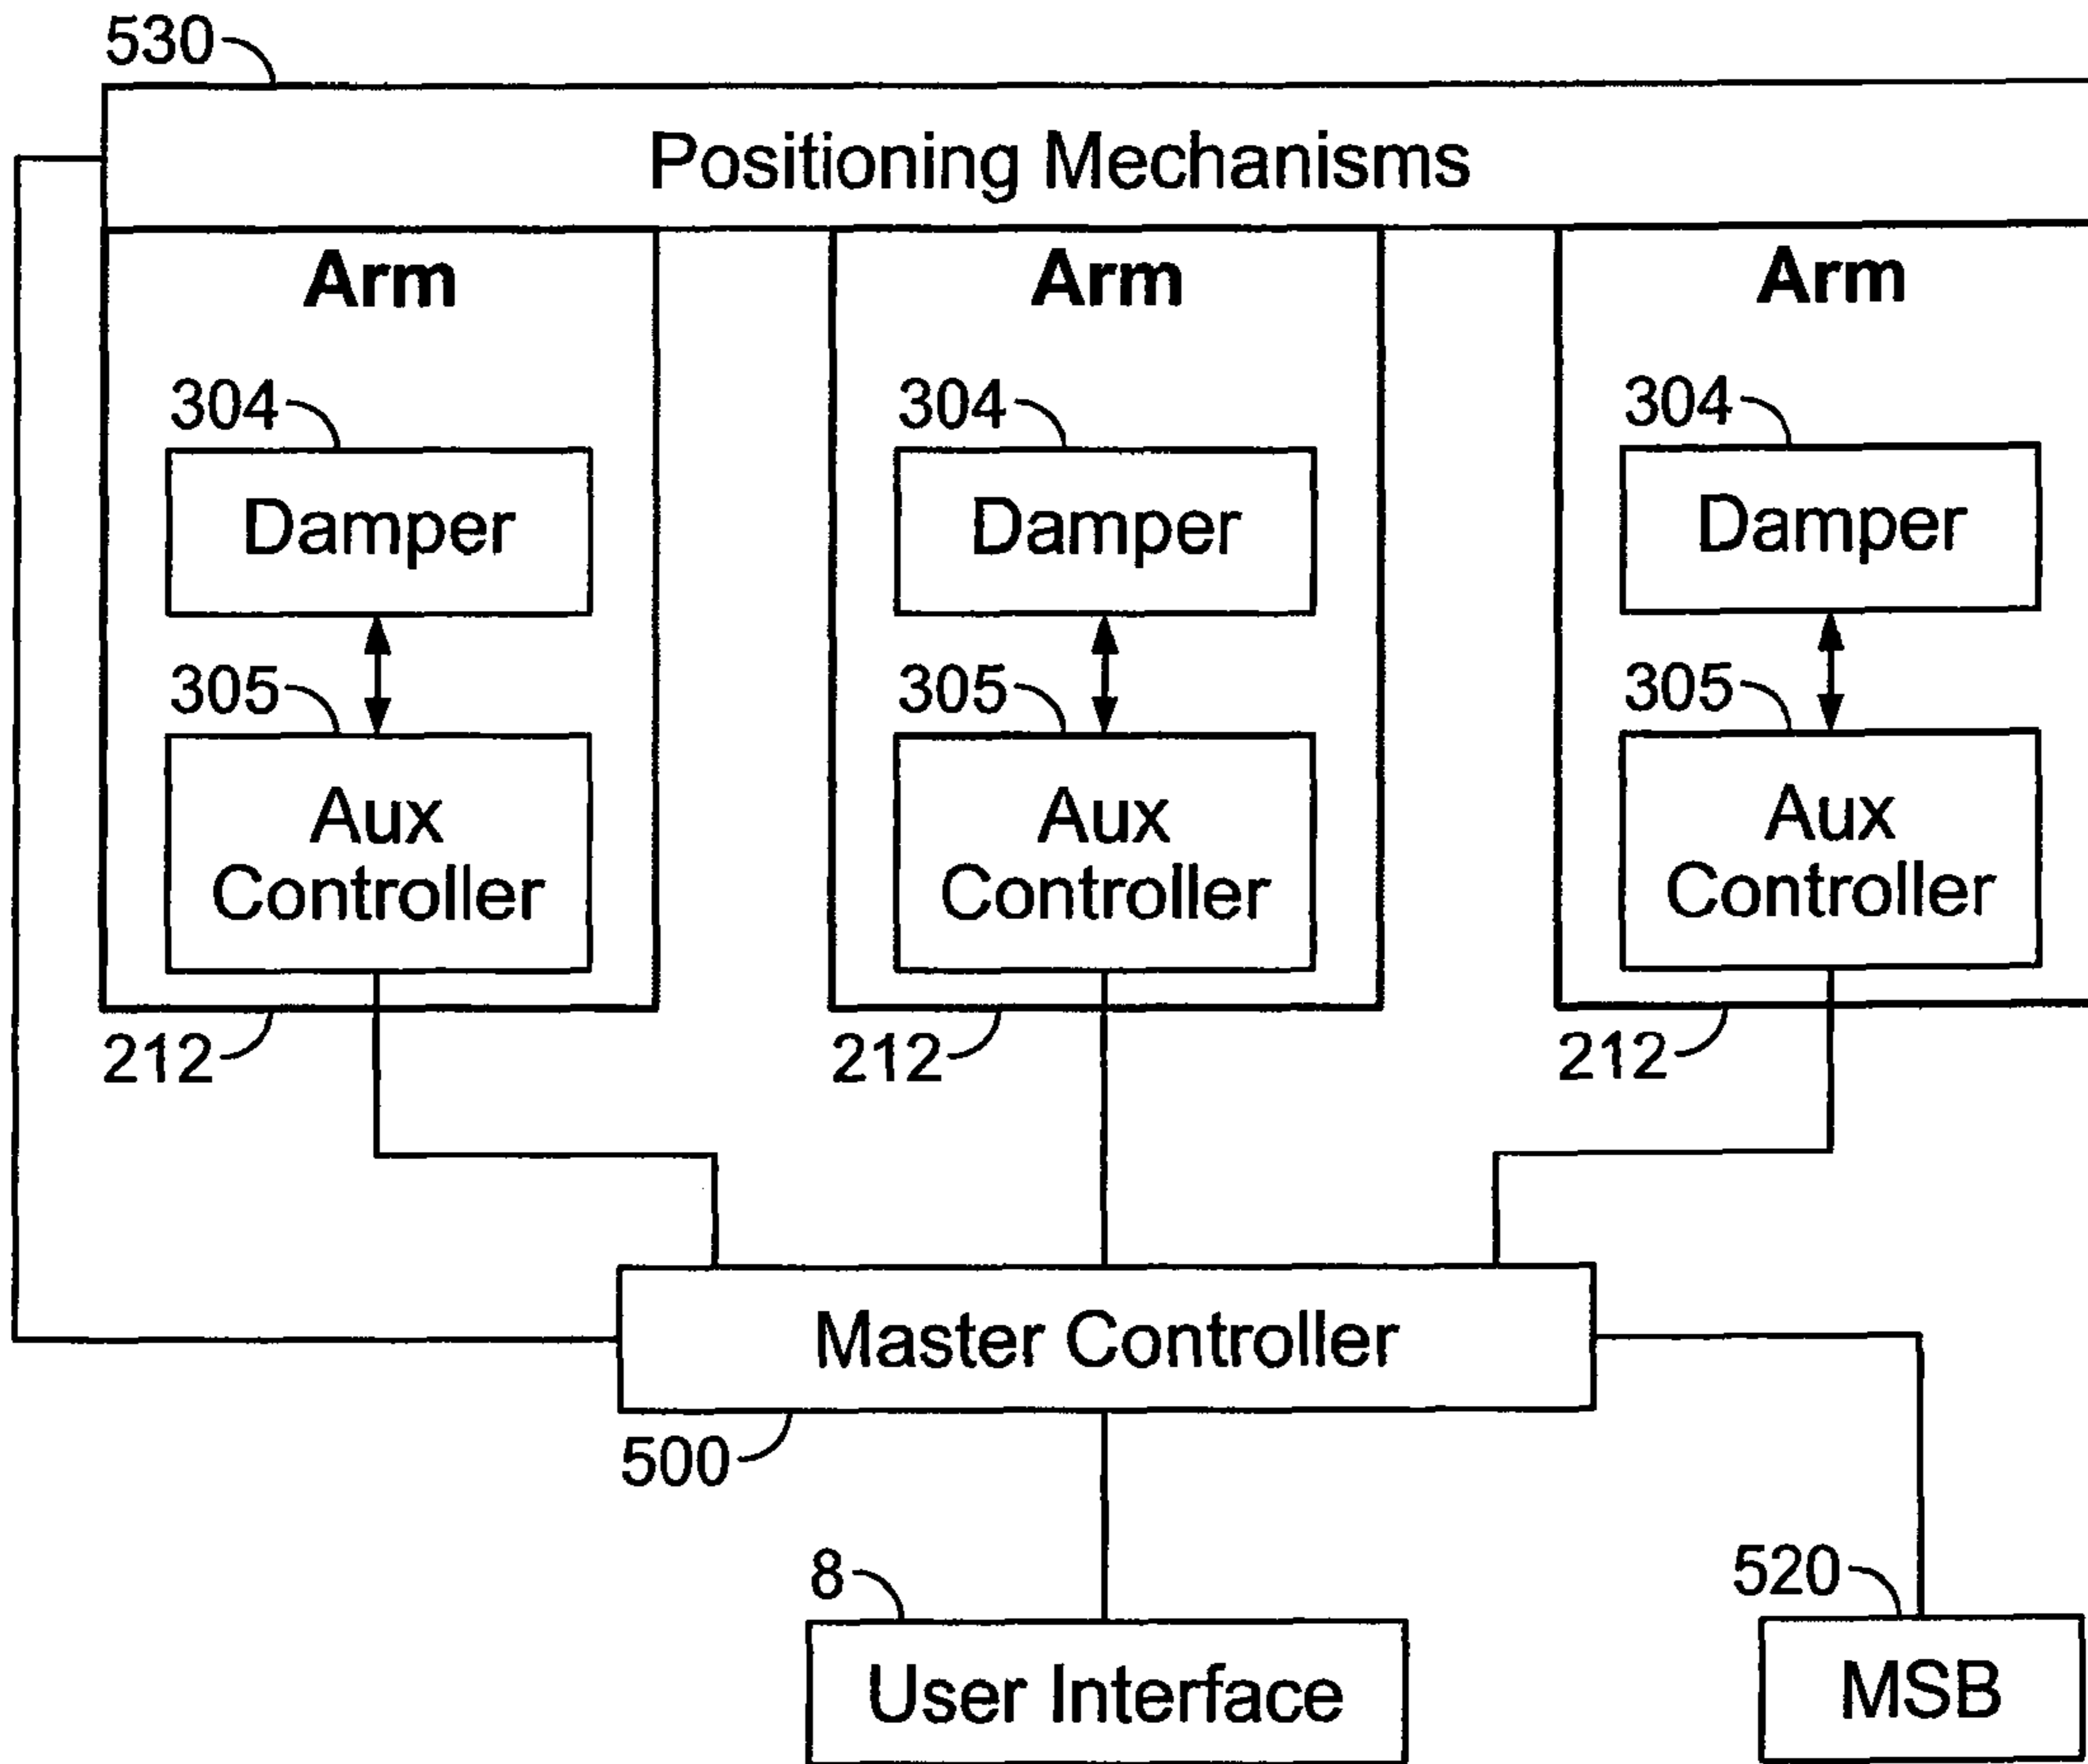 530
Positioning Mechanisms
Arm
Arm
Arm
304
304
304
Damper
Damper
Damper
305
305
305
Aux
Controller
Aux
Controller
Aux
Controller
212
212
212
Master Controller
500
8
520
User Interface
MSB